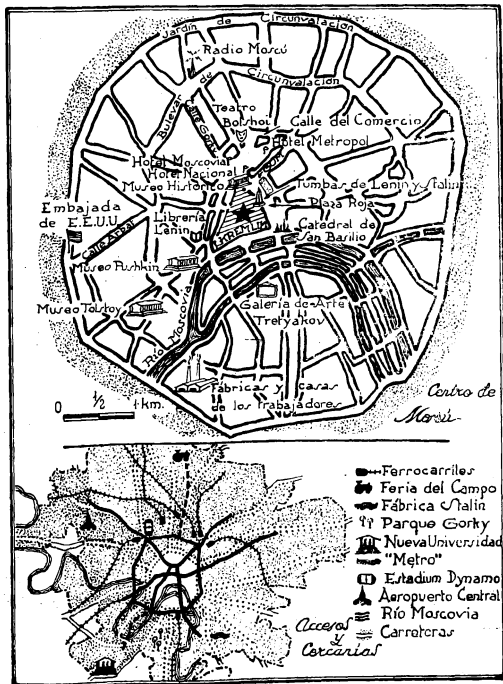 Jardín de Circunvalación
Radio Moscú
Bulevar de Circunvalación
Calle Gorki
Teatro
Bolshoi
Calle del Comercio
Hotel Metropol
Hotel Moscovia
Hotel Nacional
Museo Histórico
Tumbas de Lenin y Stalin
Plaza Roja
Embajada
de E.E.U.U.
Calle Arbat
Librería
Lenin
KREMLIN
Catedral de
San Basilio
Museo Pushkin
Museo Tolstoy
Galería de Arte
Tretyakov
Río Moscovia
Fábricas y casas
de los trabajadores
0 1/2 1 km.
Centro de
Moscú
Ferrocarriles
Feria del Campo
Fábrica Stalin
Parque Gorky
Nueva Universidad
"Metro"
Estadium Dynamo
Aeropuerto Central
Río Moscovia
Carreteras
Accesos
y
Cercanías